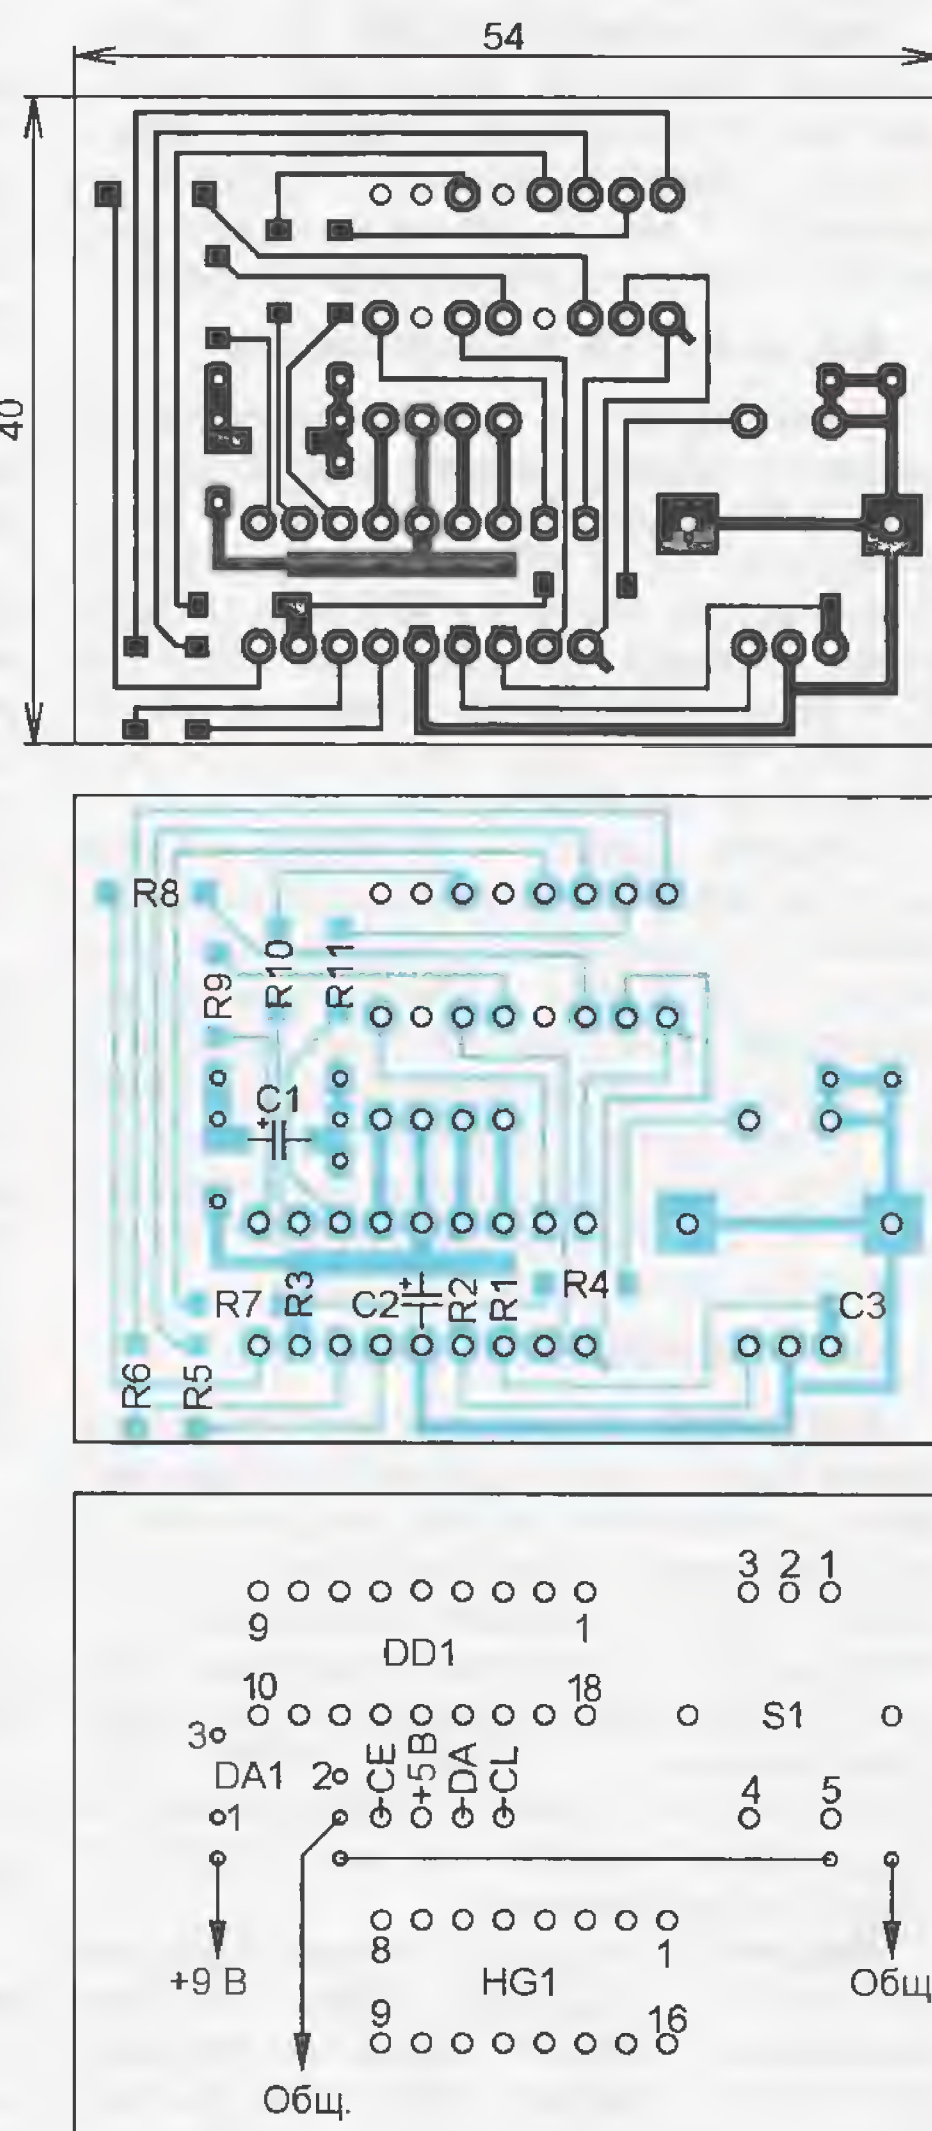 54
40
R8
R9 R10 R11
C1
+
R7 R3 C2 + R2 R1 R4 C3
R6 R5
3 2 1
9 1
DD1
10 18
3 S1
DA1 2 CE +5 В DA CL
1 4 5
8 1
+9 В HG1 Общ
9 16
Общ.